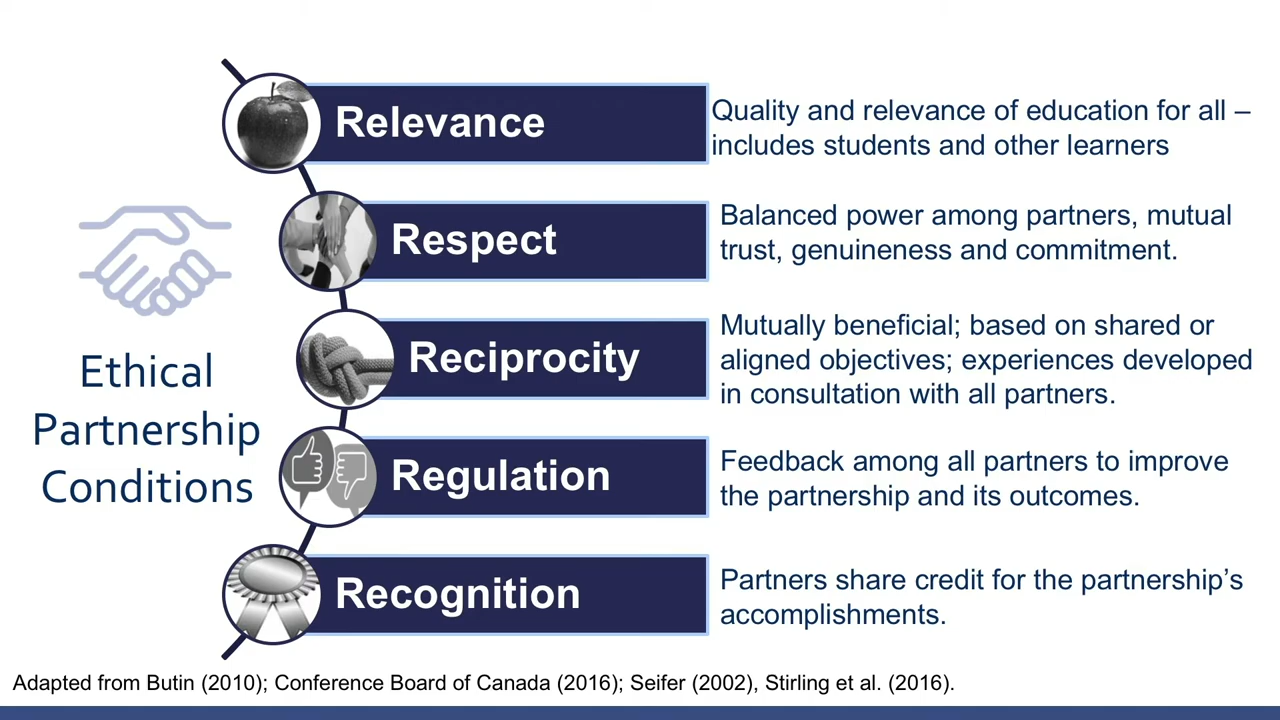 Ethical
Partnership
Conditions
Relevance
Quality and relevance of education for all –
includes students and other learners
Respect
Balanced power among partners, mutual
trust, genuineness and commitment.
Reciprocity
Mutually beneficial; based on shared or
aligned objectives; experiences developed
in consultation with all partners.
Regulation
Feedback among all partners to improve
the partnership and its outcomes.
Recognition
Partners share credit for the partnership’s
accomplishments.
Adapted from Butin (2010); Conference Board of Canada (2016); Seifer (2002), Stirling et al. (2016).